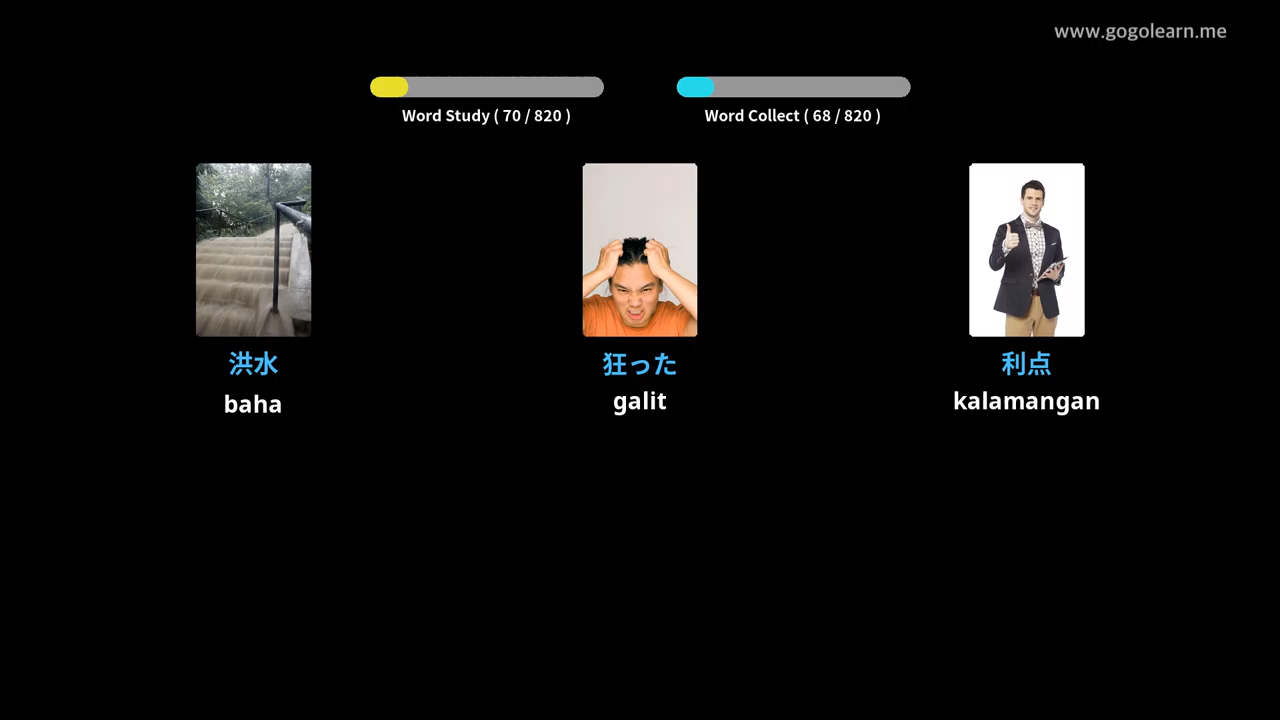 www.gogolearn.me
Word Study ( 70 / 820 )
Word Collect ( 68 / 820 )
洪水
baha
狂った
galit
利点
kalamangan